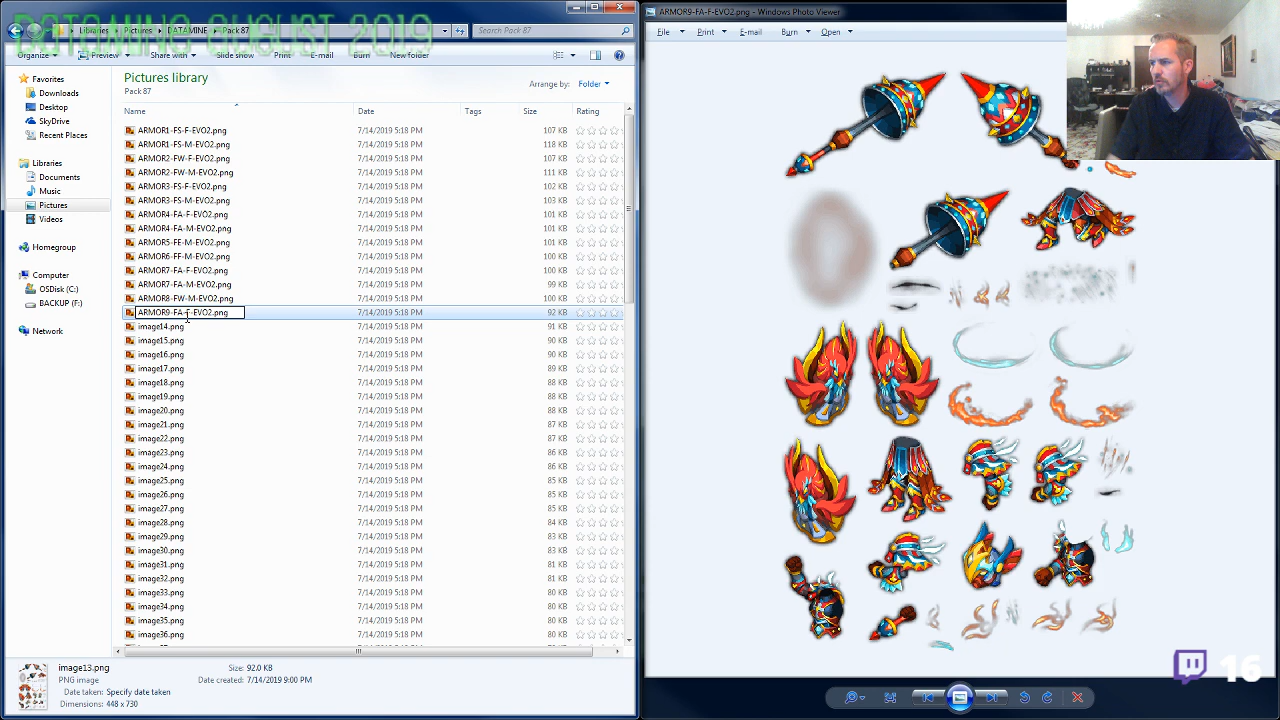 DATAMINE AUGUST 2019
Libraries ▸ Pictures ▸ DATAMINE ▸ Pack 87
Search Pack 87
Organize Preview Share with Slide show Print E-mail Burn New folder
Pictures library
Pack 87
Arrange by: Folder
Name Date Tags Size Rating
Favorites
Downloads
Desktop
SkyDrive
Recent Places
Libraries
Documents
Music
Pictures
Videos
Homegroup
Computer
OSDisk (C:)
BACKUP (F:)
Network
ARMOR1-FS-F-EVO2.png 7/14/2019 5:18 PM 107 KB
ARMOR1-FS-M-EVO2.png 7/14/2019 5:18 PM 118 KB
ARMOR2-FW-F-EVO2.png 7/14/2019 5:18 PM 107 KB
ARMOR2-FW-M-EVO2.png 7/14/2019 5:18 PM 111 KB
ARMOR3-FS-F-EVO2.png 7/14/2019 5:18 PM 102 KB
ARMOR3-FS-M-EVO2.png 7/14/2019 5:18 PM 103 KB
ARMOR4-FA-F-EVO2.png 7/14/2019 5:18 PM 101 KB
ARMOR4-FA-M-EVO2.png 7/14/2019 5:18 PM 101 KB
ARMOR5-FE-M-EVO2.png 7/14/2019 5:18 PM 101 KB
ARMOR6-FF-M-EVO2.png 7/14/2019 5:18 PM 100 KB
ARMOR7-FA-F-EVO2.png 7/14/2019 5:18 PM 100 KB
ARMOR7-FA-M-EVO2.png 7/14/2019 5:18 PM 99 KB
ARMOR8-FW-M-EVO2.png 7/14/2019 5:18 PM 100 KB
ARMOR9-FA-F-EVO2.png 7/14/2019 5:18 PM 92 KB
image14.png 7/14/2019 5:18 PM 91 KB
image15.png 7/14/2019 5:18 PM 90 KB
image16.png 7/14/2019 5:18 PM 90 KB
image17.png 7/14/2019 5:18 PM 89 KB
image18.png 7/14/2019 5:18 PM 88 KB
image19.png 7/14/2019 5:18 PM 88 KB
image20.png 7/14/2019 5:18 PM 88 KB
image21.png 7/14/2019 5:18 PM 87 KB
image22.png 7/14/2019 5:18 PM 87 KB
image23.png 7/14/2019 5:18 PM 86 KB
image24.png 7/14/2019 5:18 PM 86 KB
image25.png 7/14/2019 5:18 PM 85 KB
image26.png 7/14/2019 5:18 PM 85 KB
image27.png 7/14/2019 5:18 PM 85 KB
image28.png 7/14/2019 5:18 PM 84 KB
image29.png 7/14/2019 5:18 PM 83 KB
image30.png 7/14/2019 5:18 PM 83 KB
image31.png 7/14/2019 5:18 PM 81 KB
image32.png 7/14/2019 5:18 PM 81 KB
image33.png 7/14/2019 5:18 PM 80 KB
image34.png 7/14/2019 5:18 PM 80 KB
image35.png 7/14/2019 5:18 PM 80 KB
image36.png 7/14/2019 5:18 PM 80 KB
image13.png Size: 92.0 KB
PNG image Date created: 7/14/2019 9:00 PM
Date taken: Specify date taken
Dimensions: 448 x 730
ARMOR9-FA-F-EVO2.png - Windows Photo Viewer
File Print E-mail Burn Open
16